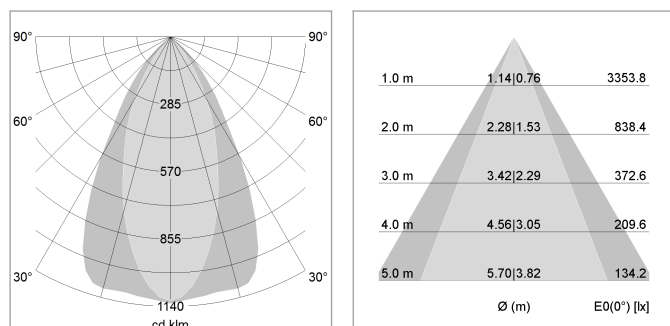 90° 90°
285
60° 60°
570
855
30° 30°
1140
cd klm
1.0 m 1.14|0.76 3353.8
2.0 m 2.28|1.53 838.4
3.0 m 3.42|2.29 372.6
4.0 m 4.56|3.05 209.6
5.0 m 5.70|3.82 134.2
Ø (m) E0(0°) [lx]